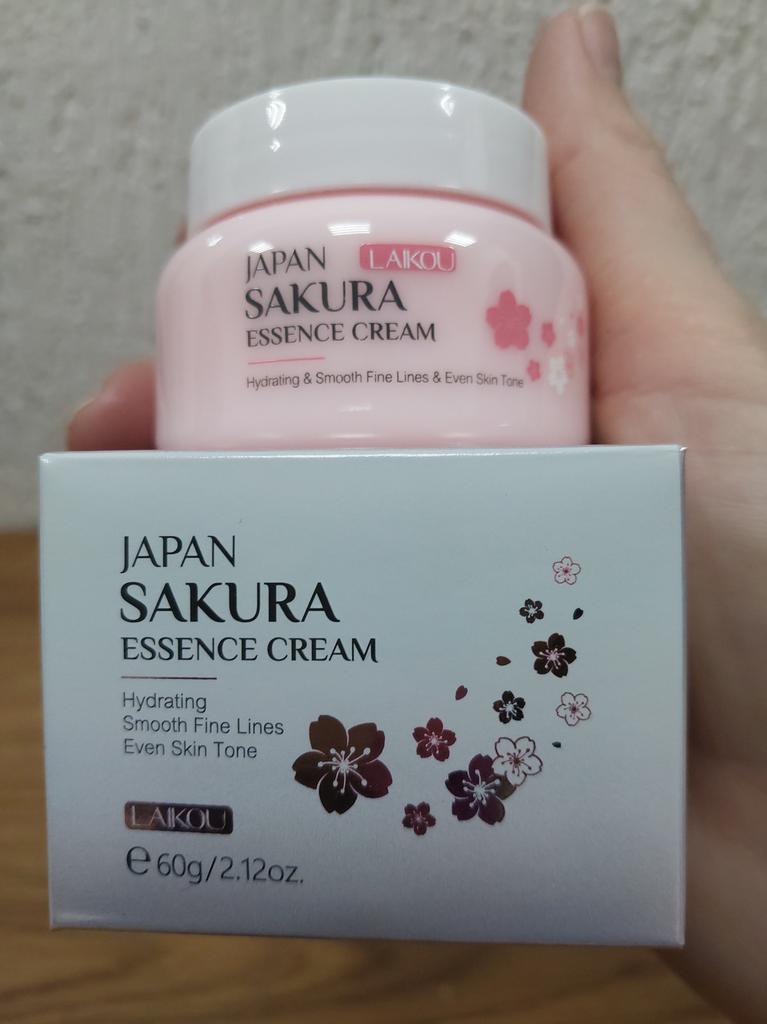 JAPAN LAIKOU
SAKURA
ESSENCE CREAM
Hydrating & Smooth Fine Lines & Even Skin Tone
JAPAN
SAKURA
ESSENCE CREAM
Hydrating
Smooth Fine Lines
Even Skin Tone
LAIKOU
℮ 60g/2.12oz.